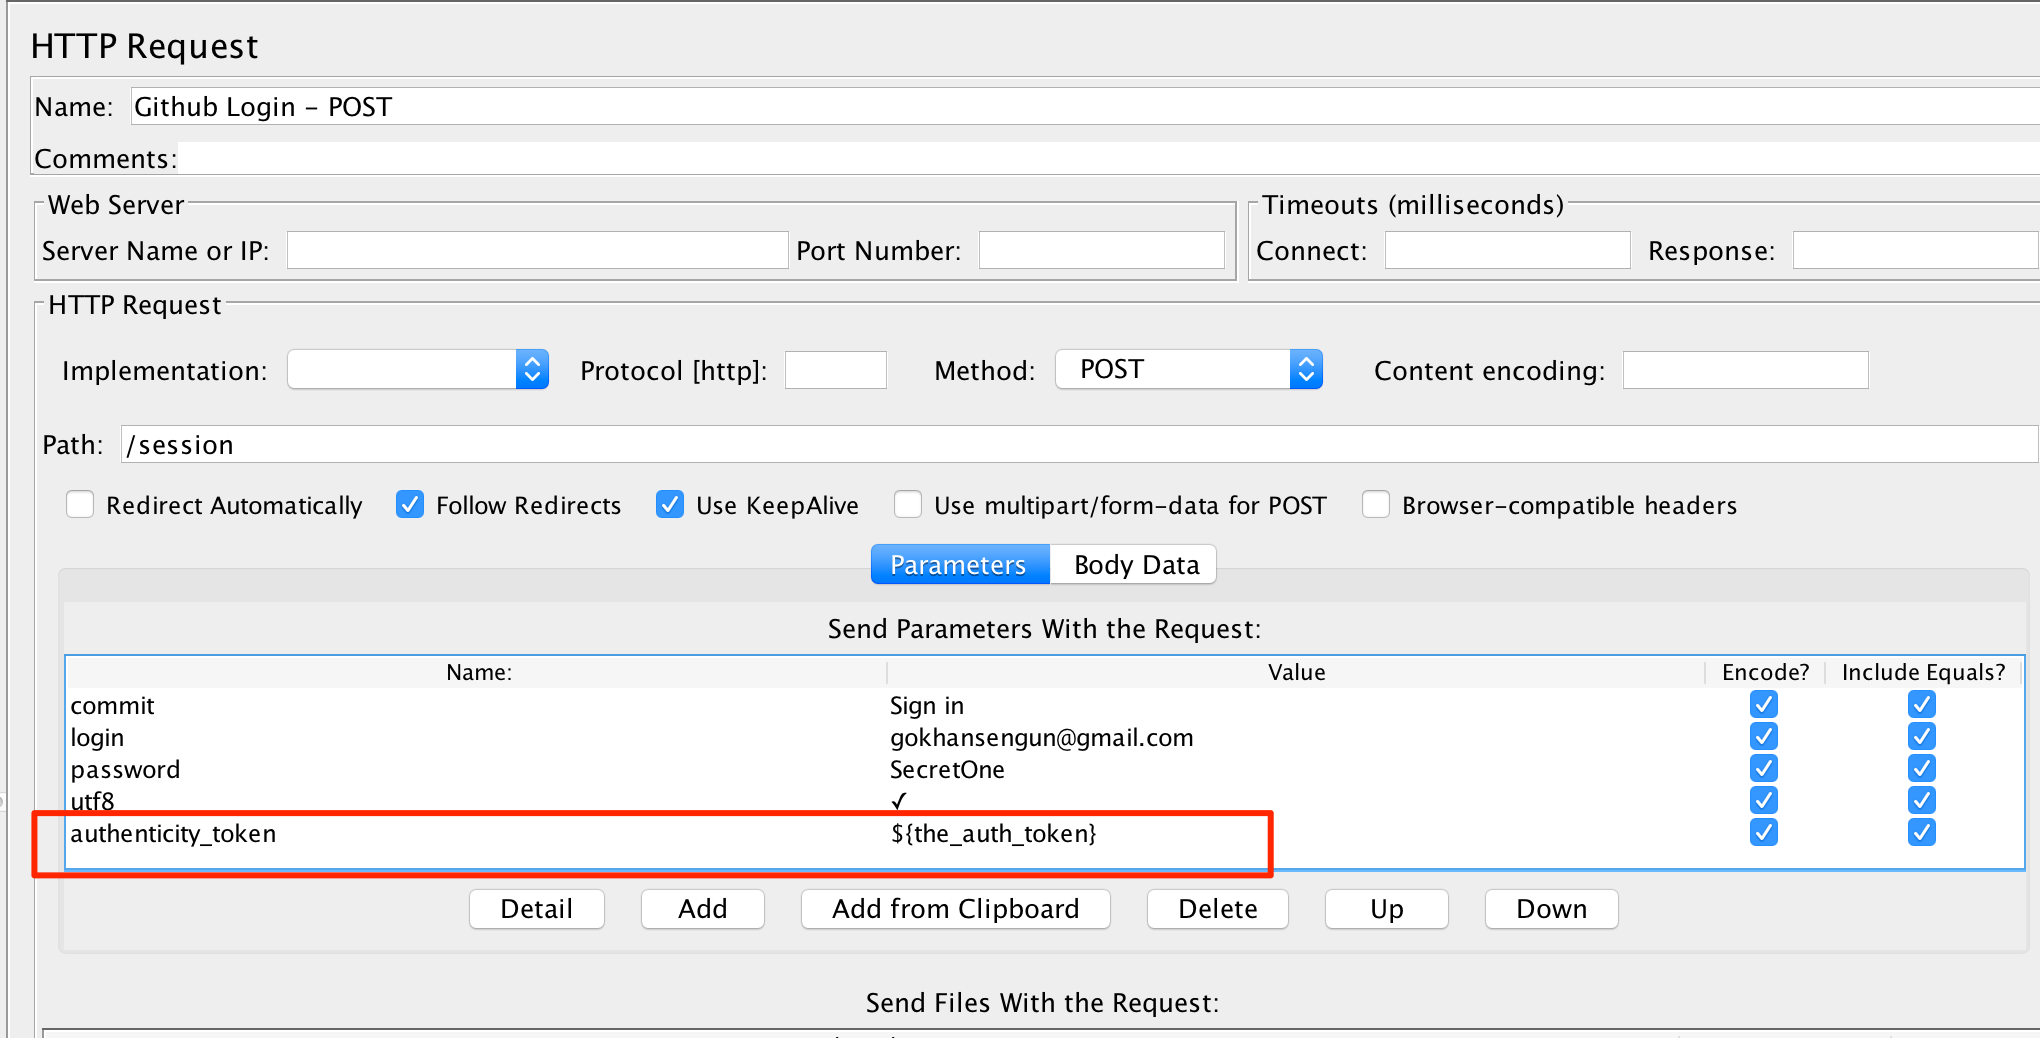 HTTP Request
Name: Github Login - POST
Comments:
Web Server
Timeouts (milliseconds)
Server Name or IP: Port Number: Connect: Response:
HTTP Request
Implementation: Protocol [http]: Method: POST Content encoding:
Path: /session
Redirect Automatically Follow Redirects Use KeepAlive Use multipart/form-data for POST Browser-compatible headers
Parameters Body Data
Send Parameters With the Request:
Name: Value Encode? Include Equals?
commit Sign in
login gokhansengun@gmail.com
password SecretOne
utf8 ✓
authenticity_token ${the_auth_token}
Detail Add Add from Clipboard Delete Up Down
Send Files With the Request: